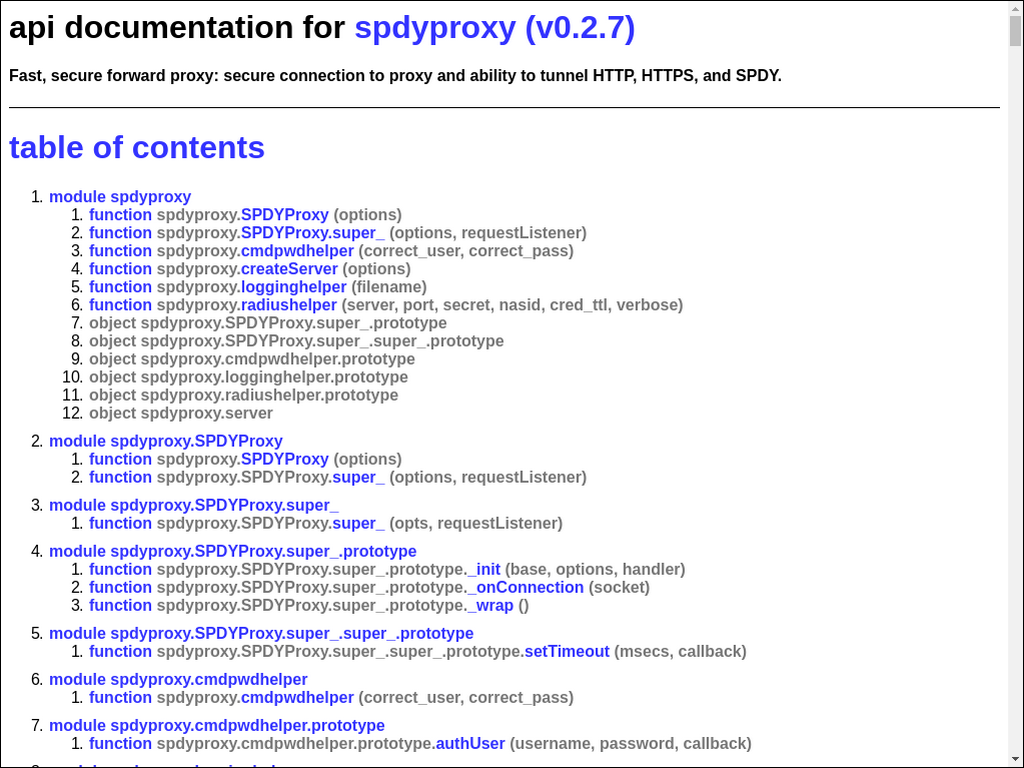 api documentation for spdyproxy (v0.2.7)
Fast, secure forward proxy: secure connection to proxy and ability to tunnel HTTP, HTTPS, and SPDY.
table of contents
1. module spdyproxy
1. function spdyproxy.SPDYProxy (options)
2. function spdyproxy.SPDYProxy.super_ (options, requestListener)
3. function spdyproxy.cmdpwdhelper (correct_user, correct_pass)
4. function spdyproxy.createServer (options)
5. function spdyproxy.logginghelper (filename)
6. function spdyproxy.radiushelper (server, port, secret, nasid, cred_ttl, verbose)
7. object spdyproxy.SPDYProxy.super_.prototype
8. object spdyproxy.SPDYProxy.super_.super_.prototype
9. object spdyproxy.cmdpwdhelper.prototype
10. object spdyproxy.logginghelper.prototype
11. object spdyproxy.radiushelper.prototype
12. object spdyproxy.server
2. module spdyproxy.SPDYProxy
1. function spdyproxy.SPDYProxy (options)
2. function spdyproxy.SPDYProxy.super_ (options, requestListener)
3. module spdyproxy.SPDYProxy.super_
1. function spdyproxy.SPDYProxy.super_ (opts, requestListener)
4. module spdyproxy.SPDYProxy.super_.prototype
1. function spdyproxy.SPDYProxy.super_.prototype._init (base, options, handler)
2. function spdyproxy.SPDYProxy.super_.prototype._onConnection (socket)
3. function spdyproxy.SPDYProxy.super_.prototype._wrap ()
5. module spdyproxy.SPDYProxy.super_.super_.prototype
1. function spdyproxy.SPDYProxy.super_.super_.prototype.setTimeout (msecs, callback)
6. module spdyproxy.cmdpwdhelper
1. function spdyproxy.cmdpwdhelper (correct_user, correct_pass)
7. module spdyproxy.cmdpwdhelper.prototype
1. function spdyproxy.cmdpwdhelper.prototype.authUser (username, password, callback)